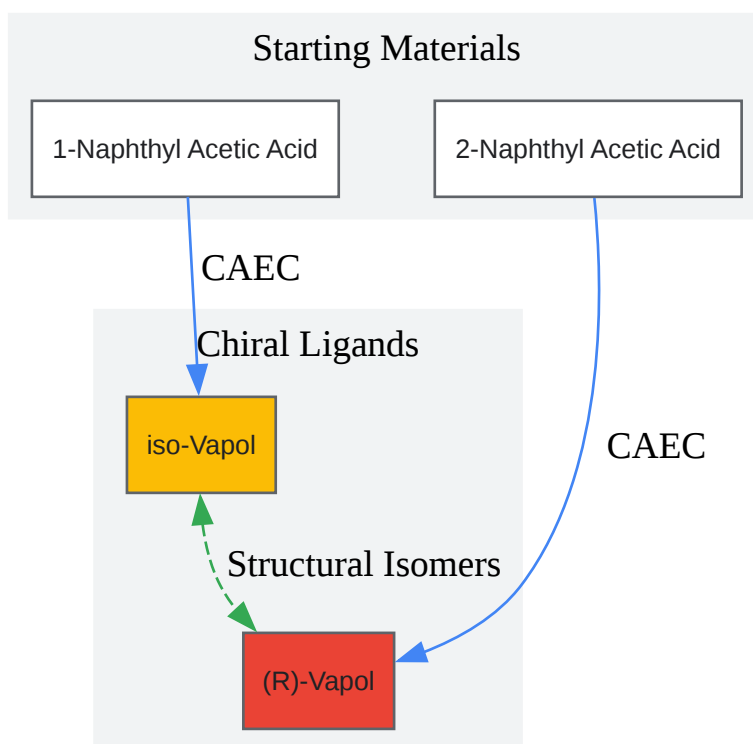 Starting Materials
1-Naphthyl Acetic Acid
2-Naphthyl Acetic Acid
CAEC
Chiral Ligands
iso-Vapol
CAEC
Structural Isomers
(R)-Vapol